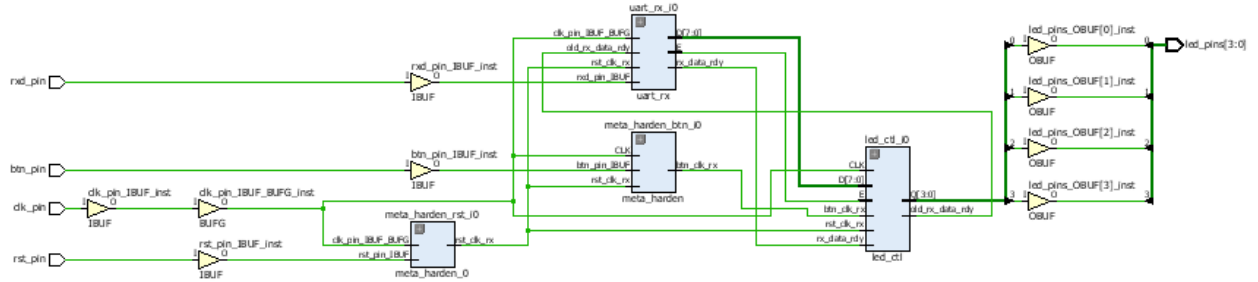 uart_rx_i0
clk_pin_IBUF_BUFG
D[7:0]
old_rx_data_rdy
E
rst_clk_rx
rx_data_rdy
rxd_pin_IBUF
uart_rx
rxd_pin
rxd_pin_IBUF_inst
I
O
IBUF
meta_harden_btn_i0
CLK
btn_pin_IBUF
btn_clk_rx
rst_clk_rx
meta_harden
btn_pin
btn_pin_IBUF_inst
I
O
IBUF
clk_pin
clk_pin_IBUF_inst
I
O
IBUF
clk_pin_IBUF_BUFG_inst
I
O
BUFG
rst_pin
rst_pin_IBUF_inst
I
O
IBUF
meta_harden_rst_i0
clk_pin_IBUF_BUFG
rst_clk_rx
rst_pin_IBUF
meta_harden_0
led_ctl_i0
CLK
D[7:0]
E
Q[3:0]
btn_clk_rx
old_rx_data_rdy
rst_clk_rx
rx_data_rdy
led_ctl
led_pins_OBUF[0]_inst
0
I
O
0
OBUF
led_pins[3:0]
led_pins_OBUF[1]_inst
1
I
O
1
OBUF
led_pins_OBUF[2]_inst
2
I
O
2
OBUF
led_pins_OBUF[3]_inst
3
I
O
3
OBUF